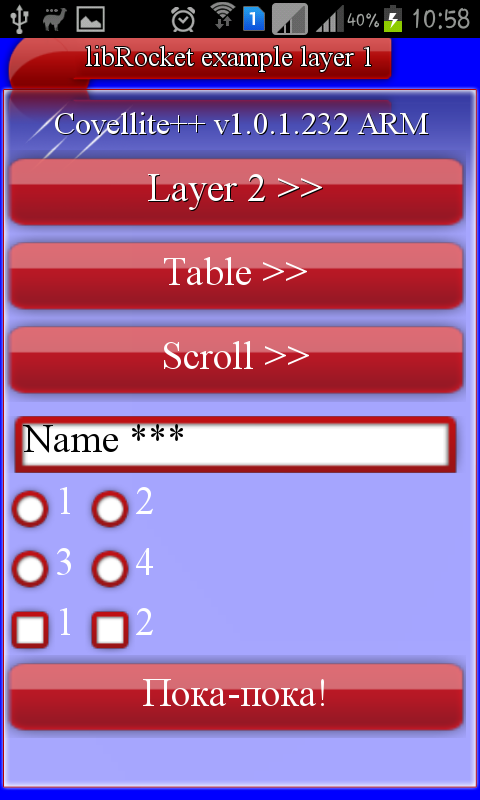 1 40% 10:58
libRocket example layer 1
Covellite++ v1.0.1.232 ARM
Layer 2 >>
Table >>
Scroll >>
Name ***
1 2
3 4
1 2
Пока-пока!